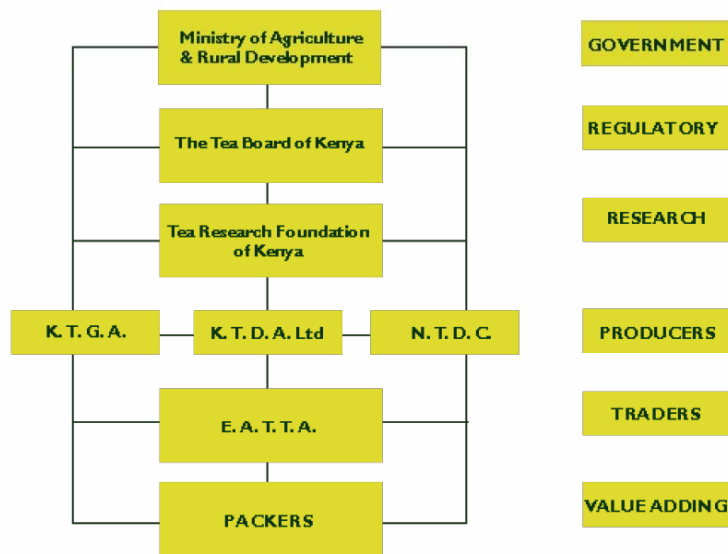 Ministry of Agriculture
& Rural Development
GOVERNMENT
The Tea Board of Kenya
REGULATORY
Tea Research Foundation
of Kenya
RESEARCH
K. T. G. A.
K. T. D. A. Ltd
N. T. D. C.
PRODUCERS
E. A. T. T. A.
TRADERS
PACKERS
VALUE ADDING